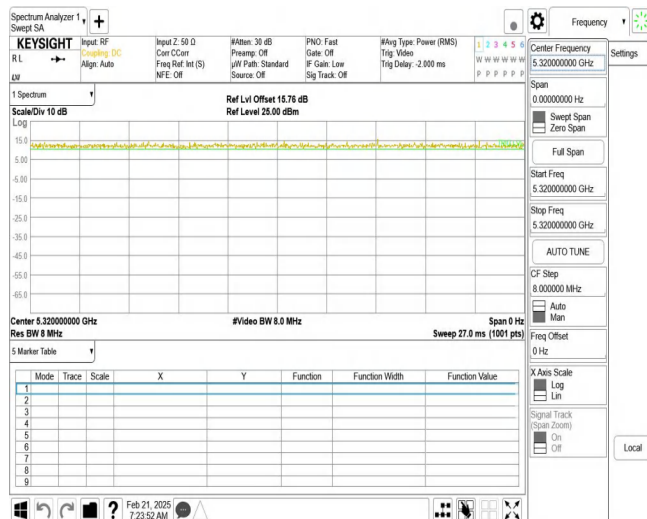 Spectrum Analyzer 1
Swept SA
Frequency
KEYSIGHT
Input: RF
Input Z: 50 Ω
#Atten: 30 dB
PNO: Fast
#Avg Type: Power (RMS)
1 2 3 4 5 6
RL
Coupling: DC
Corr CCorr
Preamp: Off
Gate: Off
Trig: Video
W W W W W W
Align: Auto
Freq Ref: Int (S)
µW Path: Standard
IF Gain: Low
Trig Delay: -2.000 ms
P P P P P P
NFE: Off
Source: Off
Sig Track: Off
1 Spectrum
Ref Lvl Offset 15.76 dB
Scale/Div 10 dB
Ref Level 25.00 dBm
Log
15.0
5.00
-5.00
-15.0
-25.0
-35.0
-45.0
-55.0
-65.0
Center 5.320000000 GHz
#Video BW 8.0 MHz
Span 0 Hz
Res BW 8 MHz
Sweep 27.0 ms (1001 pts)
5 Marker Table
Mode Trace Scale X Y Function Function Width Function Value
1
2
3
4
5
6
7
8
9
Feb 21, 2025
7:23:52 AM
Center Frequency
5.320000000 GHz
Settings
Span
0.00000000 Hz
Swept Span
Zero Span
Full Span
Start Freq
5.320000000 GHz
Stop Freq
5.320000000 GHz
AUTO TUNE
CF Step
8.000000 MHz
Auto
Man
Freq Offset
0 Hz
X Axis Scale
Log
Lin
Signal Track
(Span Zoom)
On
Off
Local